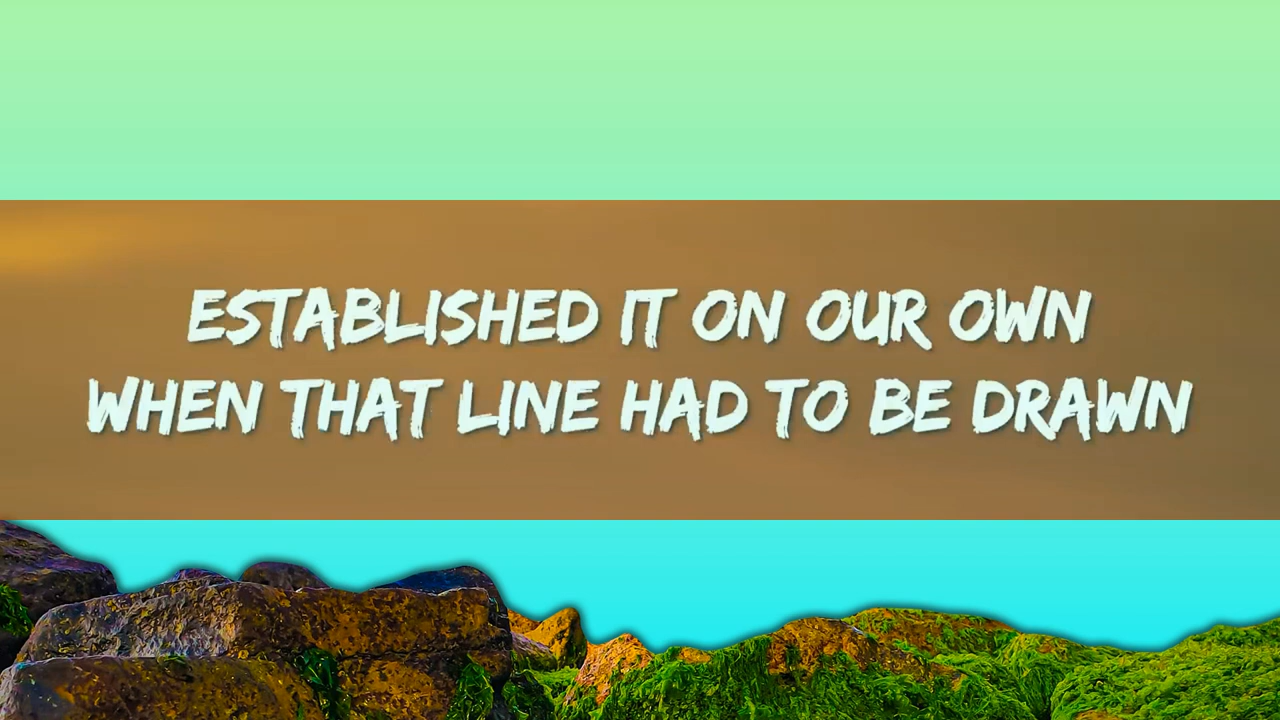 ESTABLISHED IT ON OUR OWN
WHEN THAT LINE HAD TO BE DRAWN